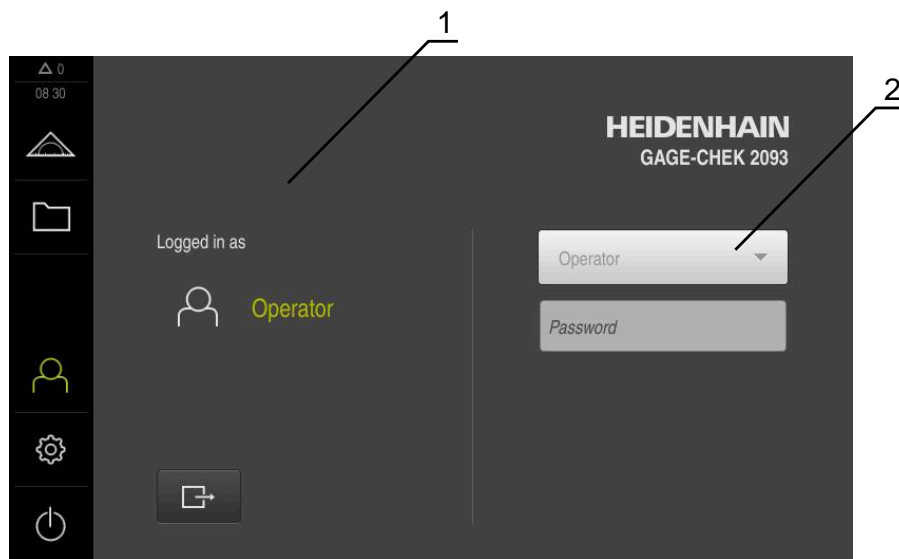 1
2
0
08 30
HEIDENHAIN
GAGE-CHEK 2093
Logged in as
Operator
Operator
Password